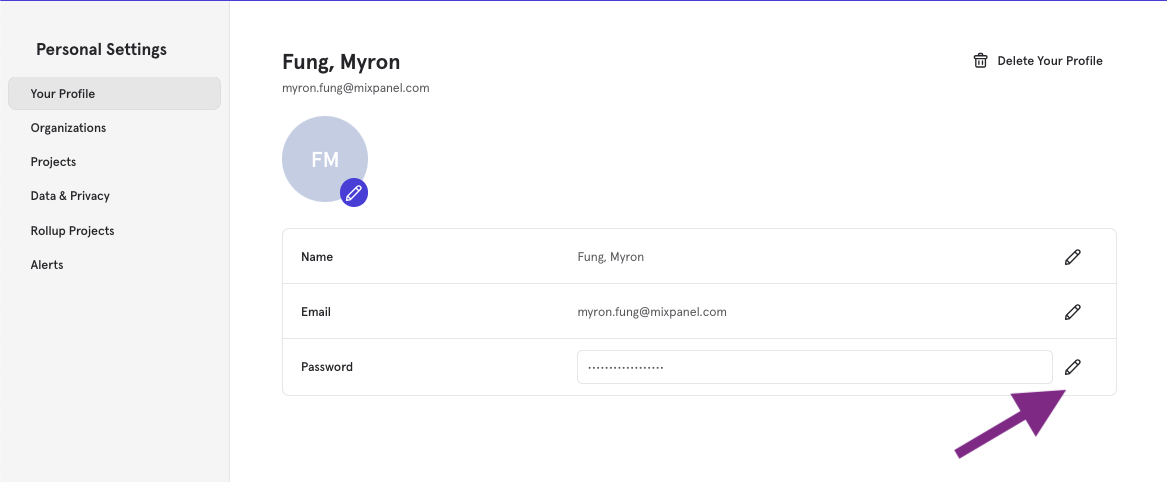 Personal Settings
Your Profile
Organizations
Projects
Data & Privacy
Rollup Projects
Alerts
Fung, Myron
myron.fung@mixpanel.com
Delete Your Profile
FM
Name Fung, Myron
Email myron.fung@mixpanel.com
Password ··················